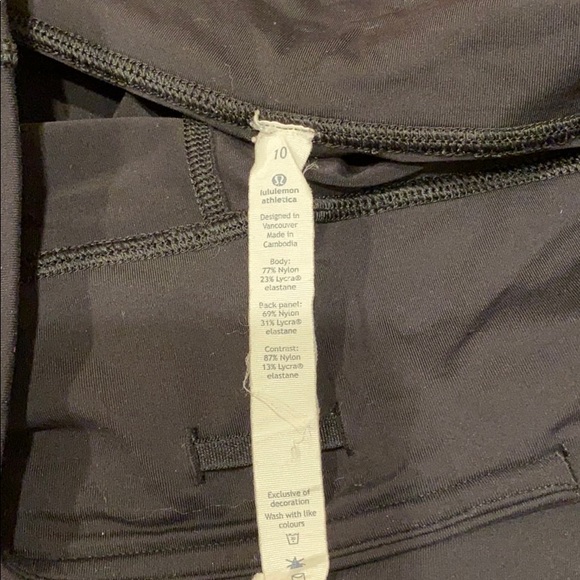 10
lululemon
athletica
Designed in
Vancouver
Made in
Cambodia
Body:
77% Nylon
23% Lycra®
elastane
Back panel:
69% Nylon
31% Lycra®
elastane
Contrast:
87% Nylon
13% Lycra®
elastane
Exclusive of
decoration
Wash with like
colours